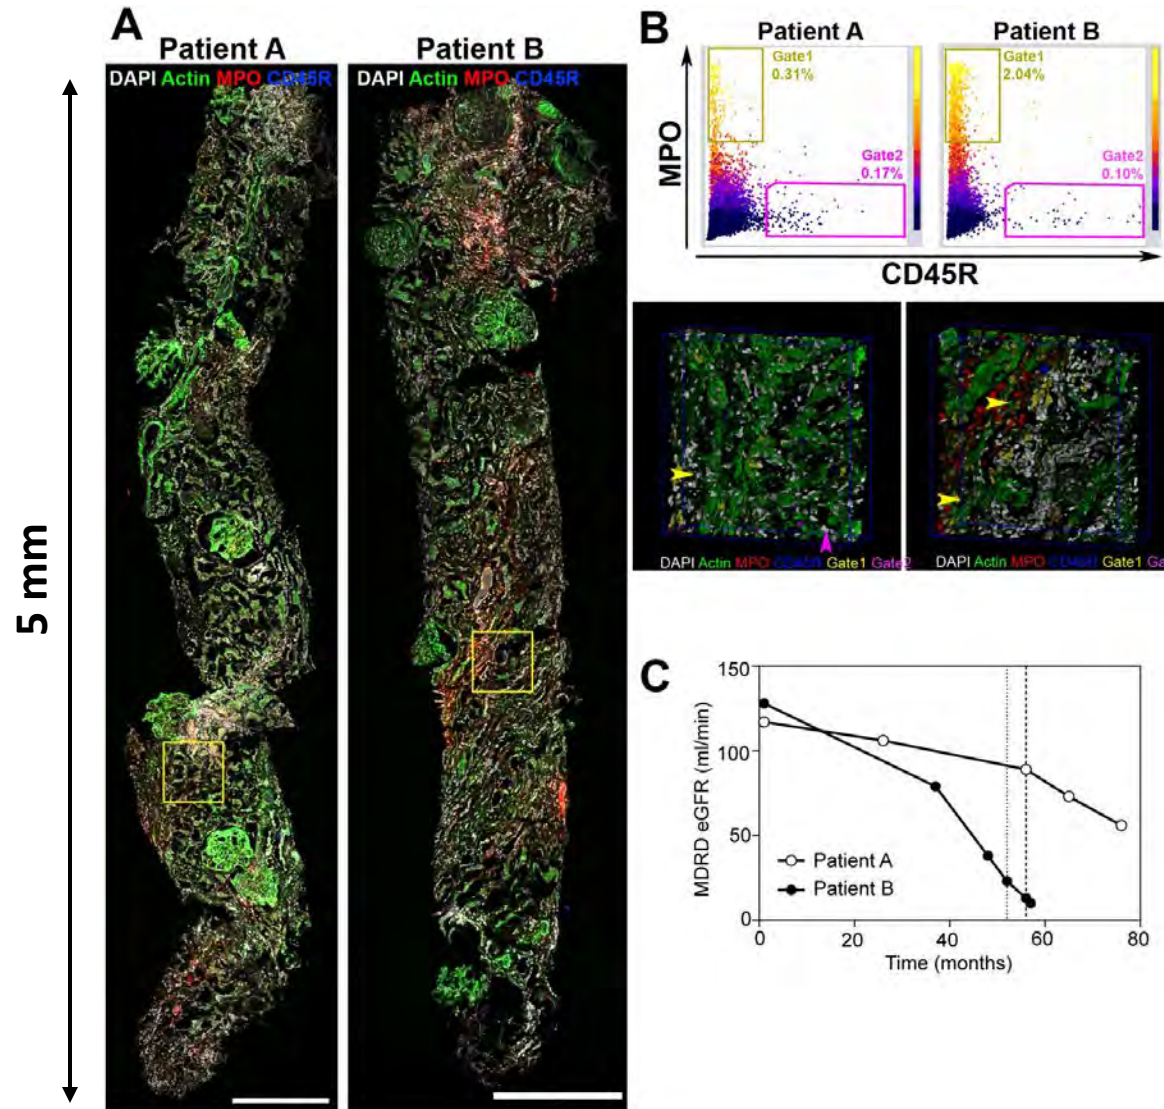 A
Patient A
Patient B
DAPI Actin MPO CD45R
DAPI Actin MPO CD45R
5 mm
B
Patient A
Patient B
Gate1
0.31%
Gate2
0.17%
Gate1
2.04%
Gate2
0.10%
MPO
CD45R
DAPI Actin MPO CD45R Gate1 Gate2
DAPI Actin MPO CD45R Gate1 Ga
C
150
100
50
0
MDRD eGFR (ml/min)
Patient A
Patient B
0 20 40 60 80
Time (months)